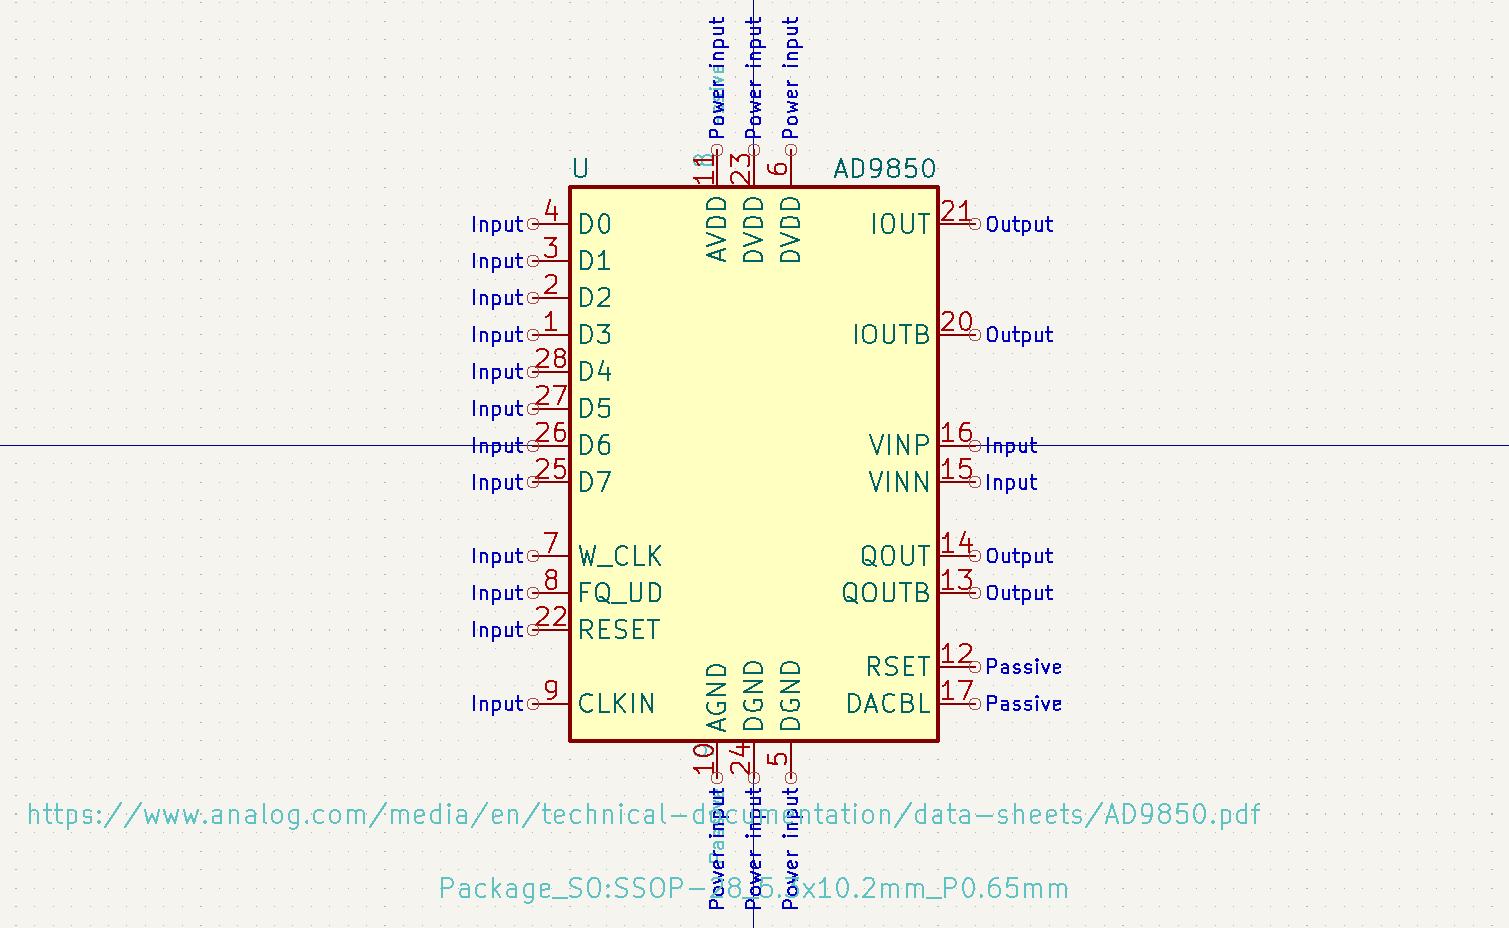 Power input Power input Power input
11 23 6
U AD9850
AVDD DVDD DVDD
Input 4 D0 IOUT 21 Output
Input 3 D1
Input 2 D2
Input 1 D3 IOUTB 20 Output
Input 28 D4
Input 27 D5
Input 26 D6 VINP 16 Input
Input 25 D7 VINN 15 Input
Input 7 W_CLK QOUT 14 Output
Input 8 FQ_UD QOUTB 13 Output
Input 22 RESET
RSET 12 Passive
Input 9 CLKIN DACBL 17 Passive
AGND DGND DGND
10 24 5
Power input Power input Power input
https://www.analog.com/media/en/technical-documentation/data-sheets/AD9850.pdf
Package_SO:SSOP-28_5.3x10.2mm_P0.65mm